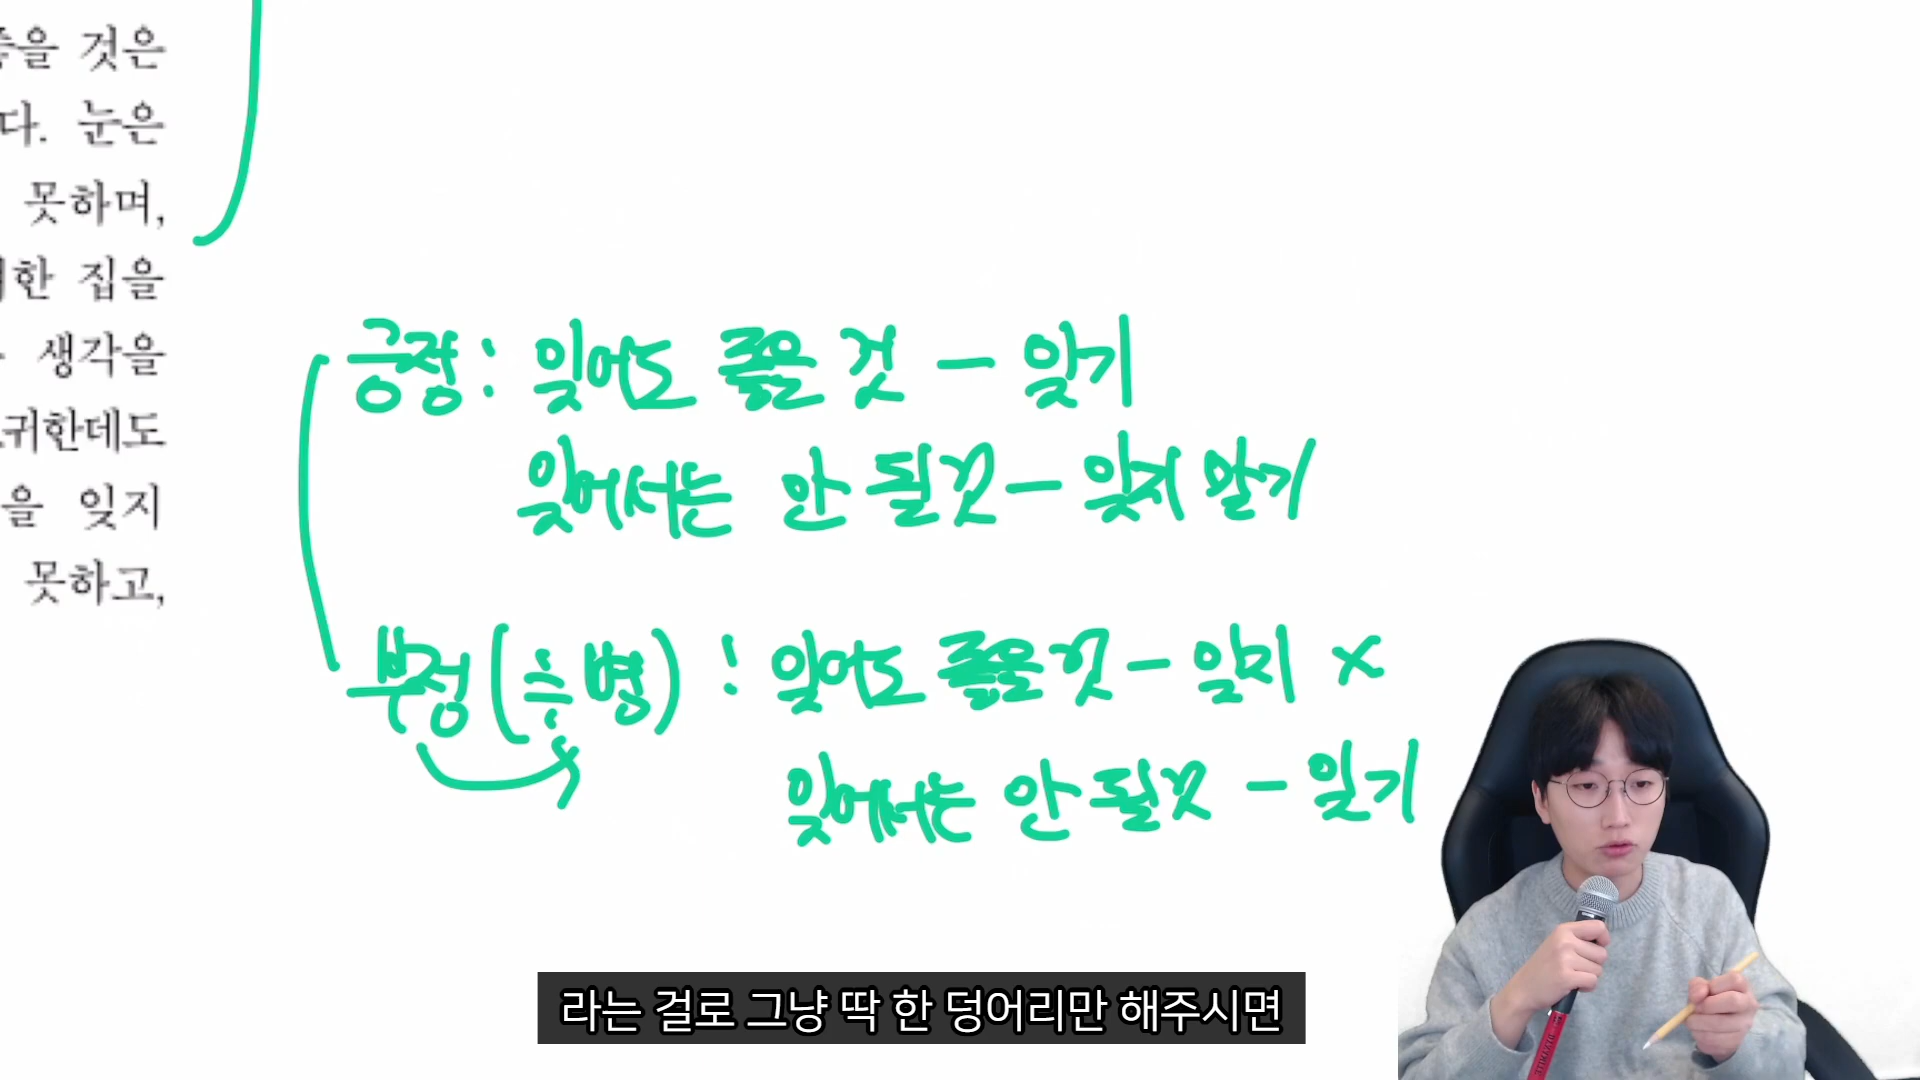 좋을 것은
다. 눈은
못하며,
한 집을
생각을
귀한데도
을 잊지
못하고,
긍정 : 잊어도 좋을 것 – 잊기
잊어서는 안 될 것 – 잊지 말기
부정 (흉병) : 잊어도 좋을 것 – 잊지 x
잊어서는 안 될 것 – 잊기
라는 걸로 그냥 딱 한 덩어리만 해주시면